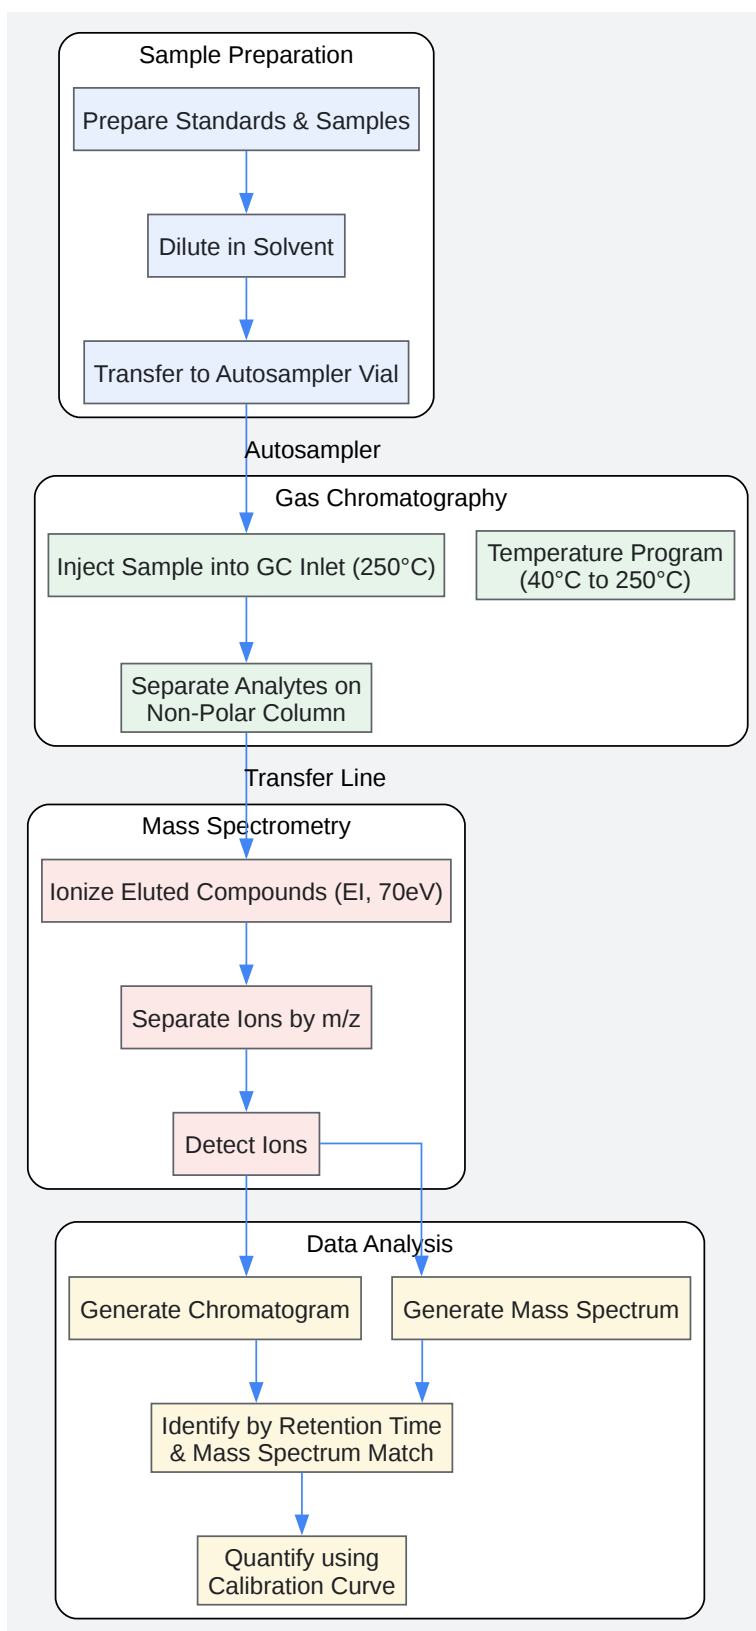 Sample Preparation
Prepare Standards & Samples
Dilute in Solvent
Transfer to Autosampler Vial
Autosampler
Gas Chromatography
Inject Sample into GC Inlet (250°C)
Temperature Program
(40°C to 250°C)
Separate Analytes on
Non-Polar Column
Transfer Line
Mass Spectrometry
Ionize Eluted Compounds (EI, 70eV)
Separate Ions by m/z
Detect Ions
Data Analysis
Generate Chromatogram
Generate Mass Spectrum
Identify by Retention Time
& Mass Spectrum Match
Quantify using
Calibration Curve